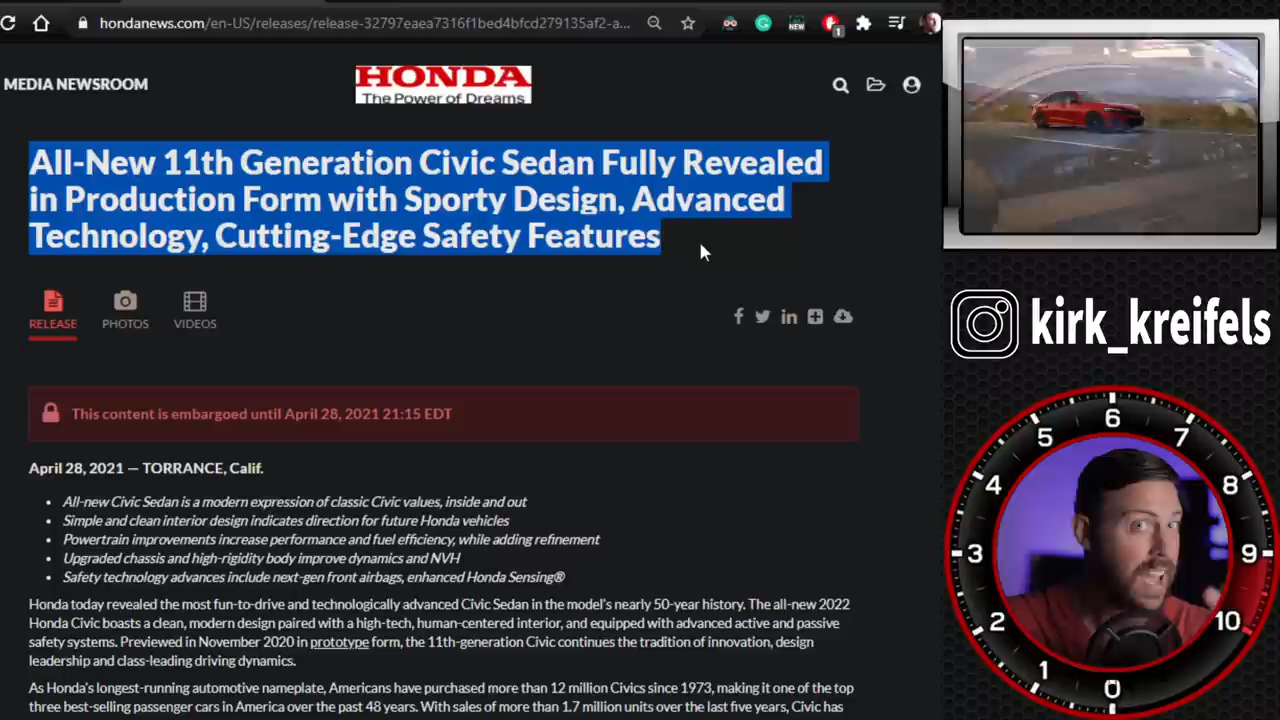 hondanews.com/en-US/releases/release-32797eaea7316f1bed4bfcd279135af2-a...
NEW
1
MEDIA NEWSROOM
HONDA
The Power of Dreams
All-New 11th Generation Civic Sedan Fully Revealed
in Production Form with Sporty Design, Advanced
Technology, Cutting-Edge Safety Features
RELEASE
PHOTOS
VIDEOS
This content is embargoed until April 28, 2021 21:15 EDT
April 28, 2021 — TORRANCE, Calif.
• All-new Civic Sedan is a modern expression of classic Civic values, inside and out
• Simple and clean interior design indicates direction for future Honda vehicles
• Powertrain improvements increase performance and fuel efficiency, while adding refinement
• Upgraded chassis and high-rigidity body improve dynamics and NVH
• Safety technology advances include next-gen front airbags, enhanced Honda Sensing®
Honda today revealed the most fun-to-drive and technologically advanced Civic Sedan in the model's nearly 50-year history. The all-new 2022
Honda Civic boasts a clean, modern design paired with a high-tech, human-centered interior, and equipped with advanced active and passive
safety systems. Previewed in November 2020 in prototype form, the 11th-generation Civic continues the tradition of innovation, design
leadership and class-leading driving dynamics.
As Honda's longest-running automotive nameplate, Americans have purchased more than 12 million Civics since 1973, making it one of the top
three best-selling passenger cars in America over the past 48 years. With sales of more than 1.7 million units over the last five years, Civic has
kirk_kreifels
0
1
2
3
4
5
6
7
8
9
10